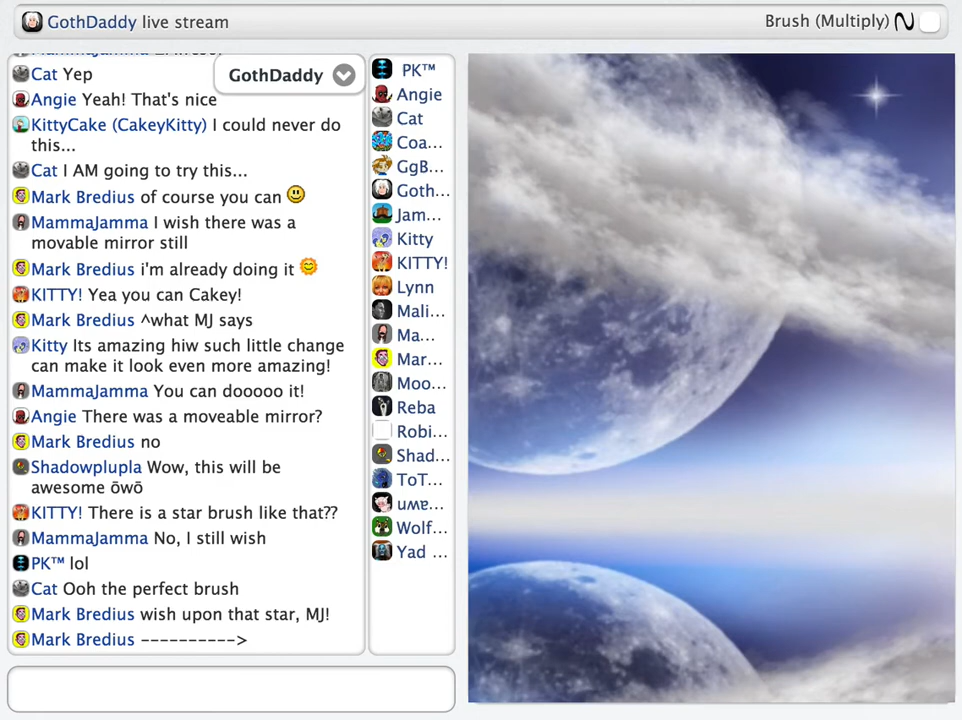 GothDaddy live stream
Brush (Multiply)
GothDaddy
Cat Yep
Angie Yeah! That's nice
KittyCake (CakeyKitty) I could never do
this...
Cat I AM going to try this...
Mark Bredius of course you can
MammaJamma I wish there was a
movable mirror still
Mark Bredius i'm already doing it
KITTY! Yea you can Cakey!
Mark Bredius ^what MJ says
Kitty Its amazing hiw such little change
can make it look even more amazing!
MammaJamma You can dooooo it!
Angie There was a moveable mirror?
Mark Bredius no
Shadowplupla Wow, this will be
awesome ōwō
KITTY! There is a star brush like that??
MammaJamma No, I still wish
PK™ lol
Cat Ooh the perfect brush
Mark Bredius wish upon that star, MJ!
Mark Bredius ---------->
PK™
Angie
Cat
Coa...
GgB...
Goth...
Jam...
Kitty
KITTY!
Lynn
Mali...
Ma...
Mar...
Moo...
Reba
Robi...
Shad...
ToT...
uwɐ...
Wolf...
Yad ...